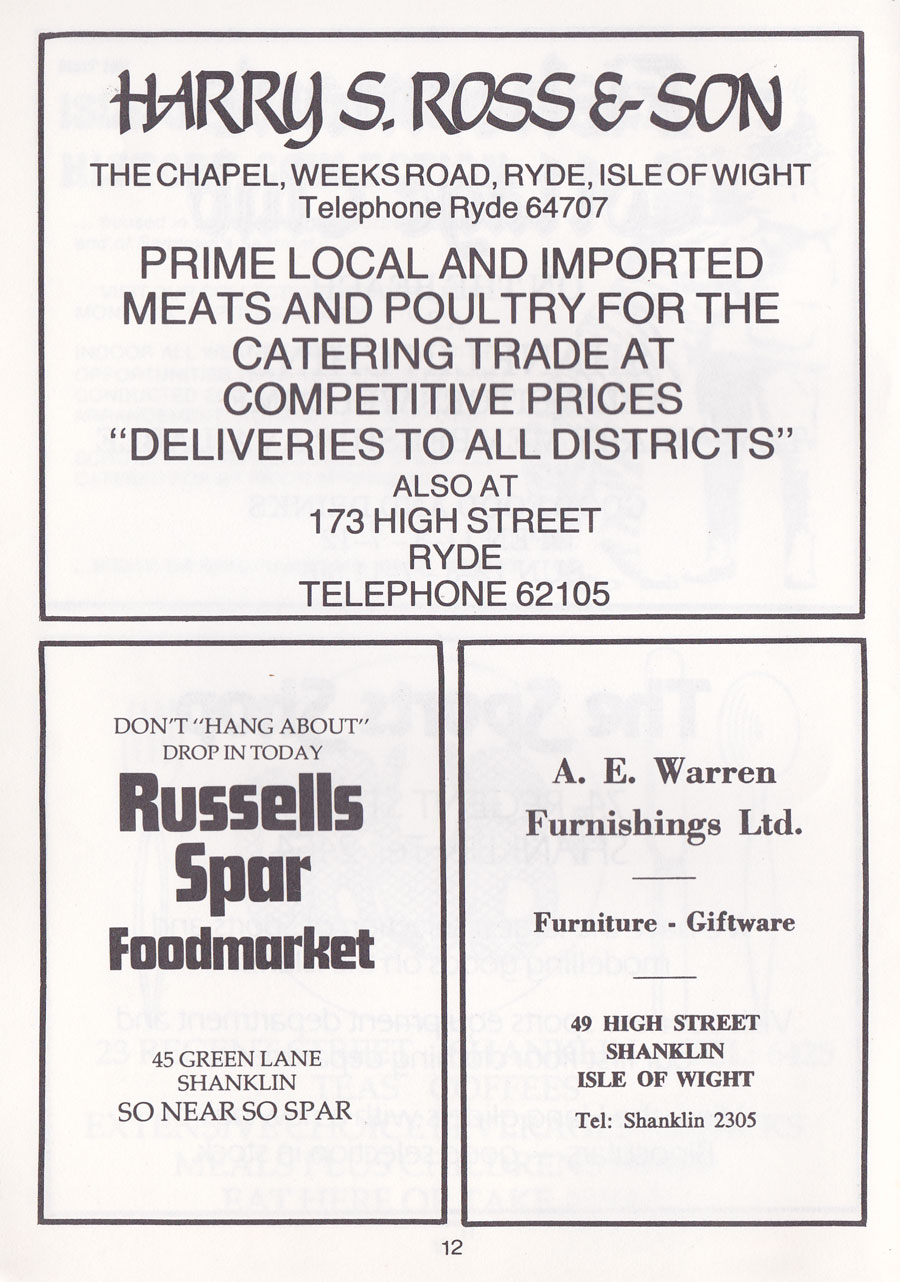 HARRY S. ROSS & SON
THE CHAPEL, WEEKS ROAD, RYDE, ISLE OF WIGHT
Telephone Ryde 64707
PRIME LOCAL AND IMPORTED
MEATS AND POULTRY FOR THE
CATERING TRADE AT
COMPETITIVE PRICES
“DELIVERIES TO ALL DISTRICTS”
ALSO AT
173 HIGH STREET
RYDE
TELEPHONE 62105
DON'T “HANG ABOUT”
DROP IN TODAY
Russells
Spar
Foodmarket
45 GREEN LANE
SHANKLIN
SO NEAR SO SPAR
A. E. Warren
Furnishings Ltd.
Furniture - Giftware
49 HIGH STREET
SHANKLIN
ISLE OF WIGHT
Tel: Shanklin 2305
12